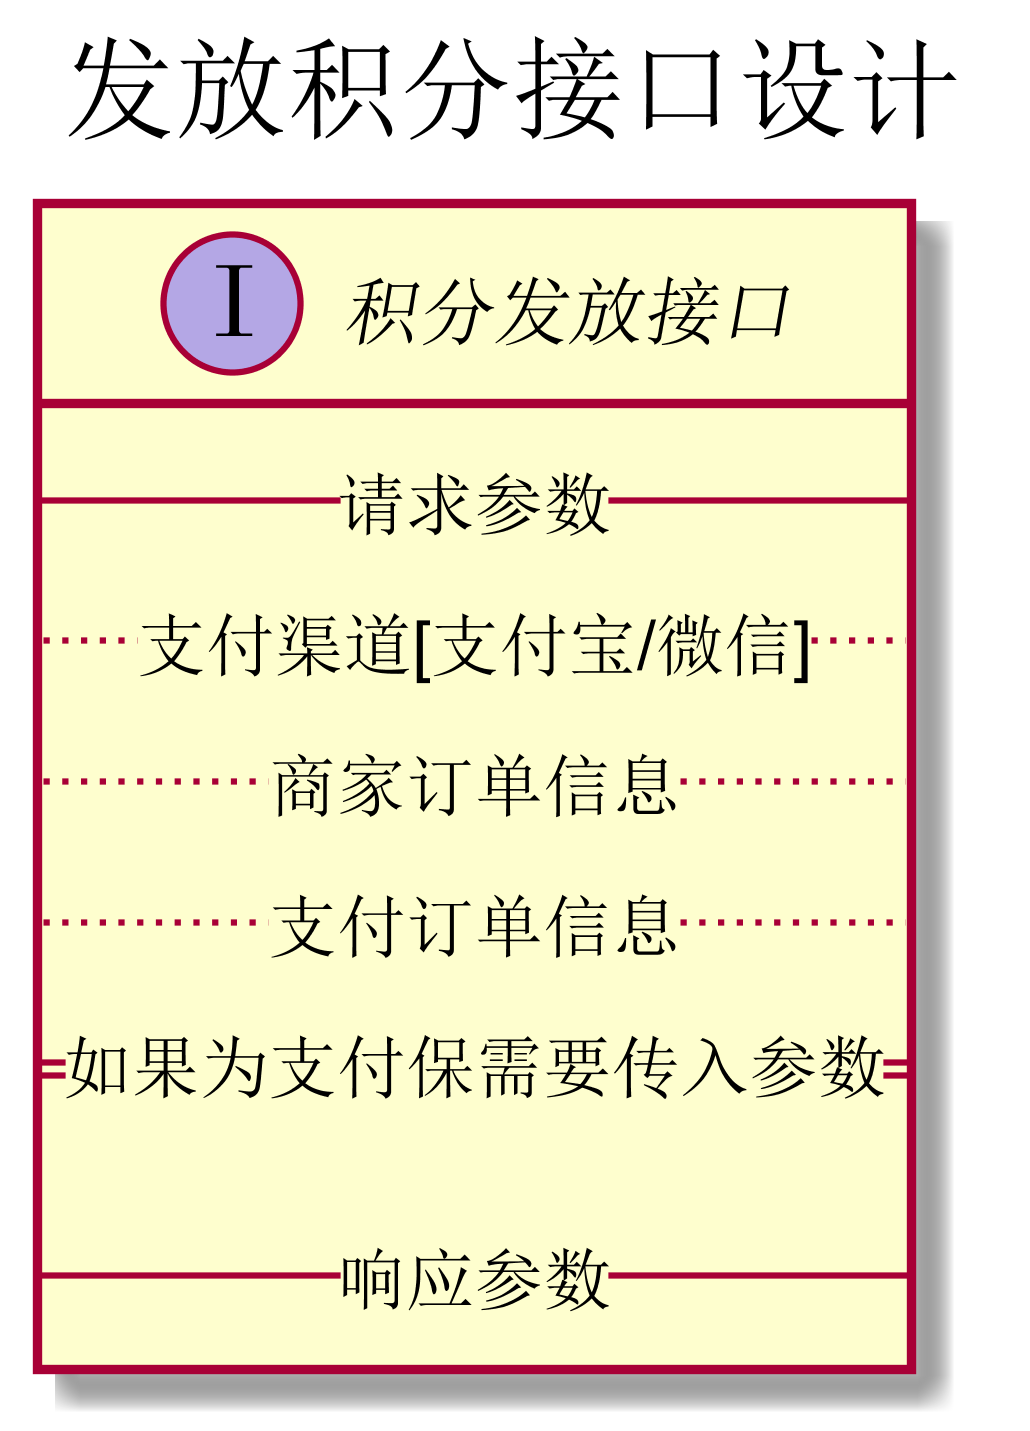 发放积分接口设计
I 积分发放接口
请求参数
支付渠道[支付宝/微信]
商家订单信息
支付订单信息
如果为支付保需要传入参数
响应参数